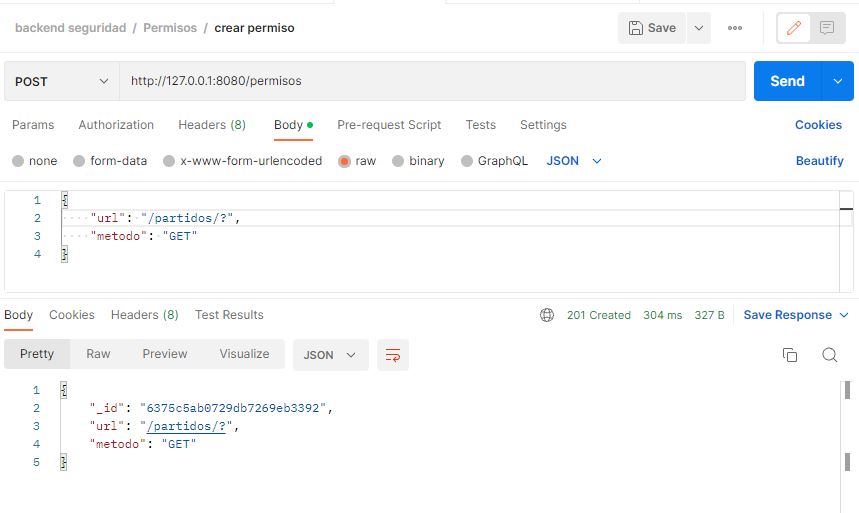 backend seguridad / Permisos / crear permiso
Save
POST
http://127.0.0.1:8080/permisos
Send
Params Authorization Headers (8) Body Pre-request Script Tests Settings Cookies
none form-data x-www-form-urlencoded raw binary GraphQL JSON Beautify
1 {
2 "url": "/partidos/?",
3 "metodo": "GET"
4 }
Body Cookies Headers (8) Test Results 201 Created 304 ms 327 B Save Response
Pretty Raw Preview Visualize JSON
1 {
2 "_id": "6375c5ab0729db7269eb3392",
3 "url": "/partidos/?",
4 "metodo": "GET"
5 }